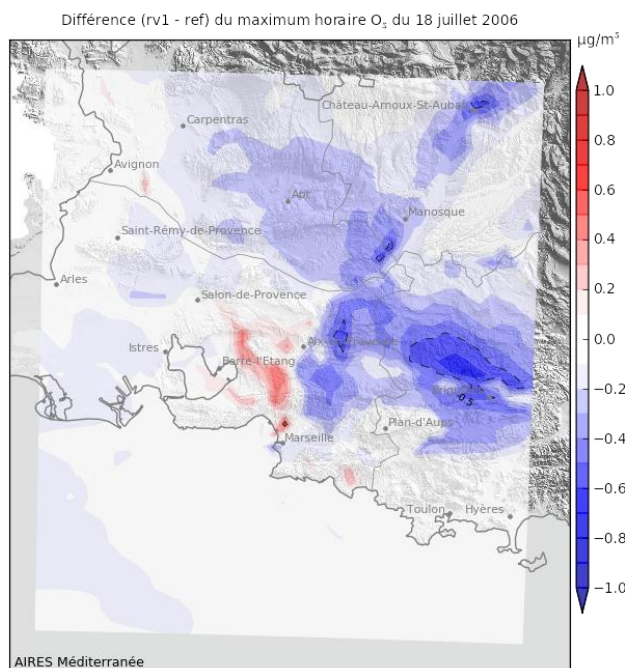 Différence (rv1 - ref) du maximum horaire O₃ du 18 juillet 2006
µg/m³
Château-Arnoux-St-Auban
Carpentras
Avignon
Apt
Manosque
Saint-Rémy-de-Provence
Arles
Salon-de-Provence
Istres
Aix-en-Provence
Berre-l'Etang
Brignoles
-0.5
Plan-d'Aups
Marseille
Toulon
Hyères
1.0
0.8
0.6
0.4
0.2
0.0
−0.2
−0.4
−0.6
−0.8
−1.0
AIRES Méditerranée